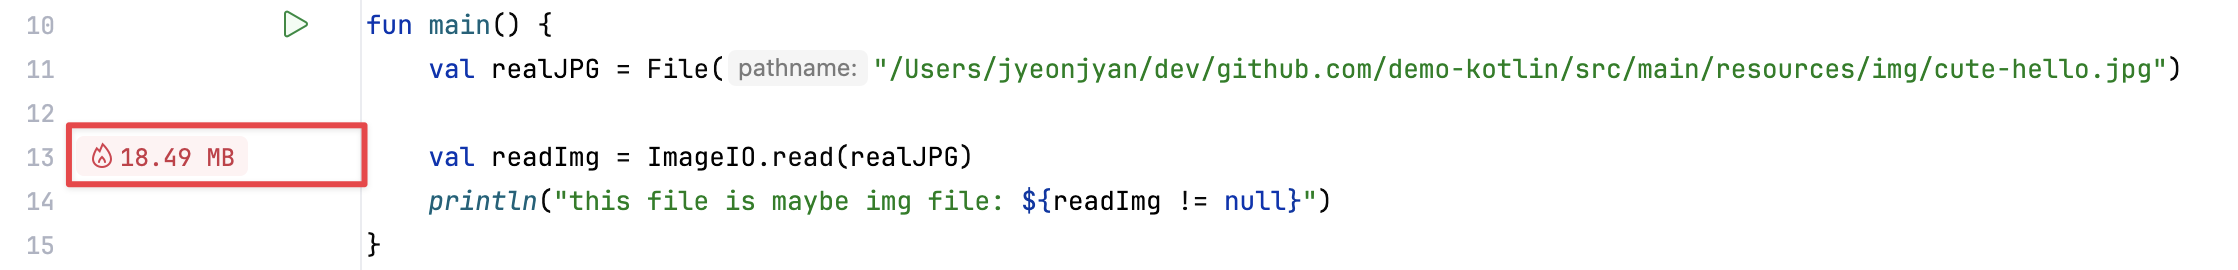 10 fun main() {
11 val realJPG = File( pathname: "/Users/jyeonjyan/dev/github.com/demo-kotlin/src/main/resources/img/cute-hello.jpg")
12
13 18.49 MB val readImg = ImageIO.read(realJPG)
14 println("this file is maybe img file: ${readImg != null}")
15 }